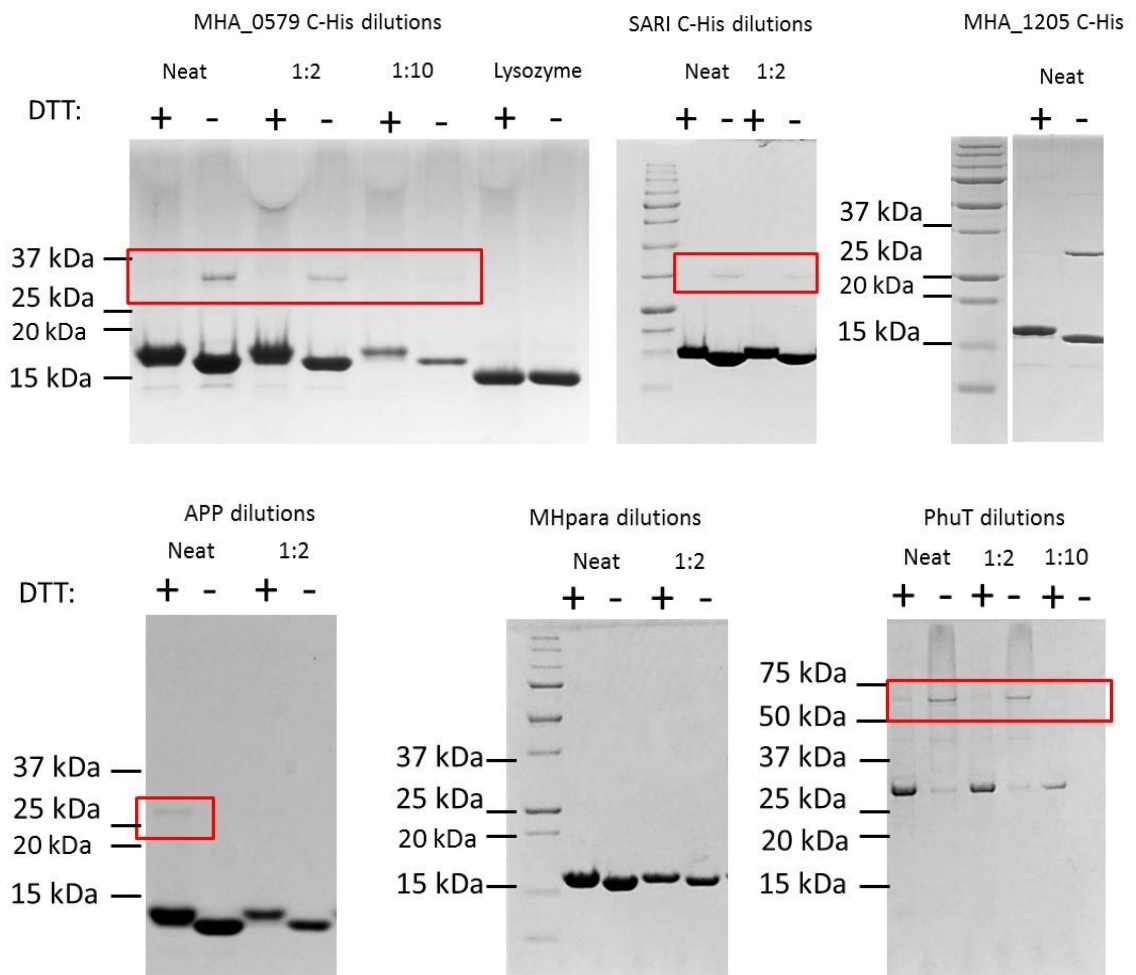 MHA_0579 C-His dilutions
Neat 1:2 1:10 Lysozyme
DTT: + - + - + - + -
37 kDa
25 kDa
20 kDa
15 kDa
SARI C-His dilutions
Neat 1:2
+ - + -
MHA_1205 C-His
Neat
+ -
37 kDa
25 kDa
20 kDa
15 kDa
APP dilutions
Neat 1:2
DTT: + - + -
37 kDa
25 kDa
20 kDa
15 kDa
MHpara dilutions
Neat 1:2
+ - + -
37 kDa
25 kDa
20 kDa
15 kDa
PhuT dilutions
Neat 1:2 1:10
+ - + - + -
75 kDa
50 kDa
37 kDa
25 kDa
20 kDa
15 kDa